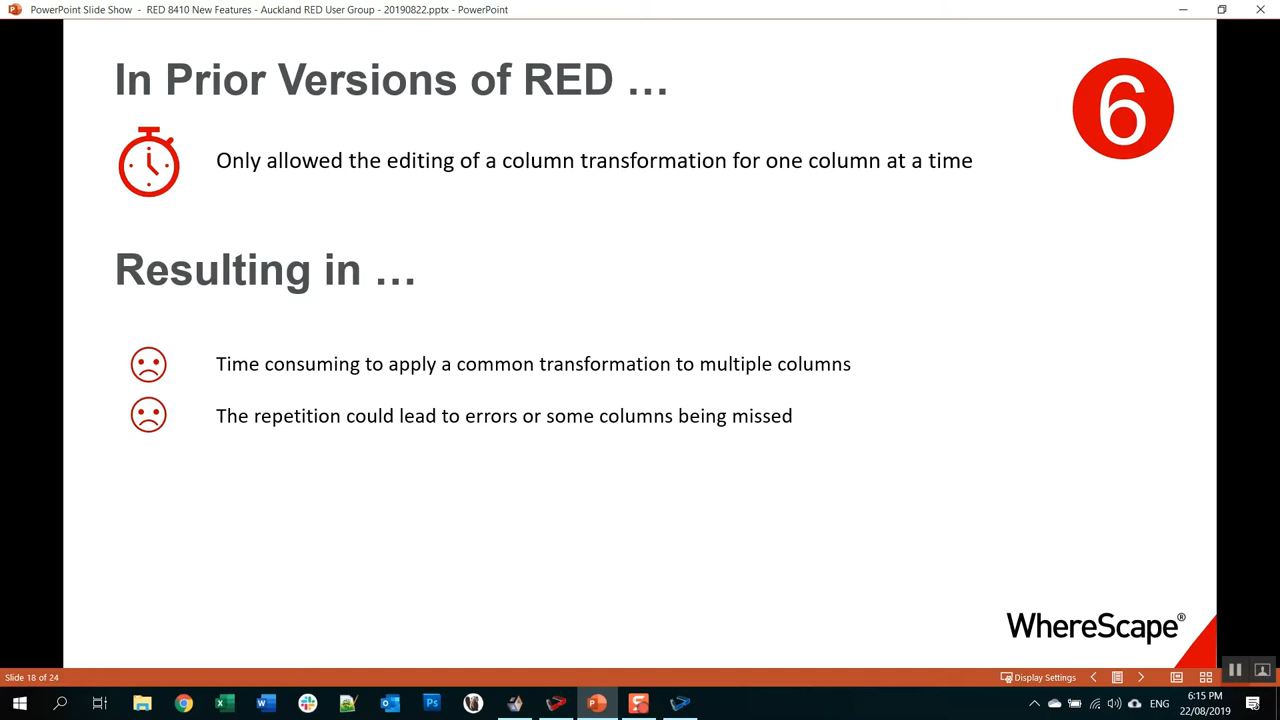 PowerPoint Slide Show - RED 8410 New Features - Auckland RED User Group - 20190822.pptx - PowerPoint
In Prior Versions of RED …
6
Only allowed the editing of a column transformation for one column at a time
Resulting in …
Time consuming to apply a common transformation to multiple columns
The repetition could lead to errors or some columns being missed
WhereScape®
Slide 18 of 24
Display Settings
6:15 PM
ENG
22/08/2019